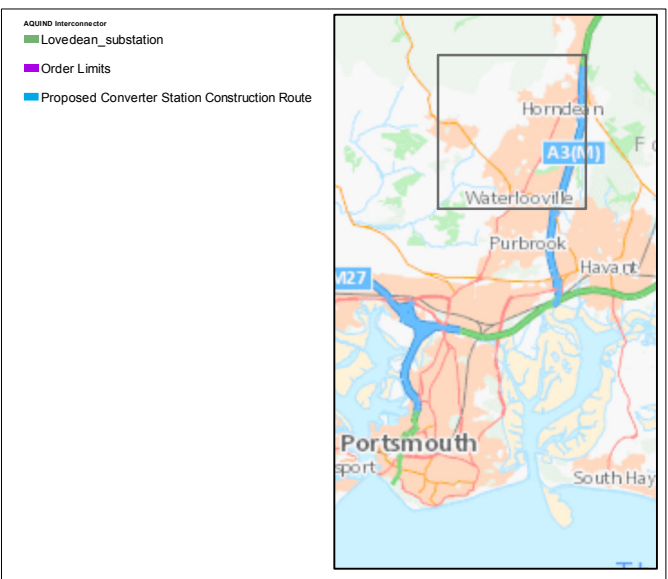 AQUIND Interconnector
Lovedean_substation
Order Limits
Proposed Converter Station Construction Route
Horndean
A3(M)
Waterlooville
Purbrook
Havant
M27
Portsmouth
sport
South Hay